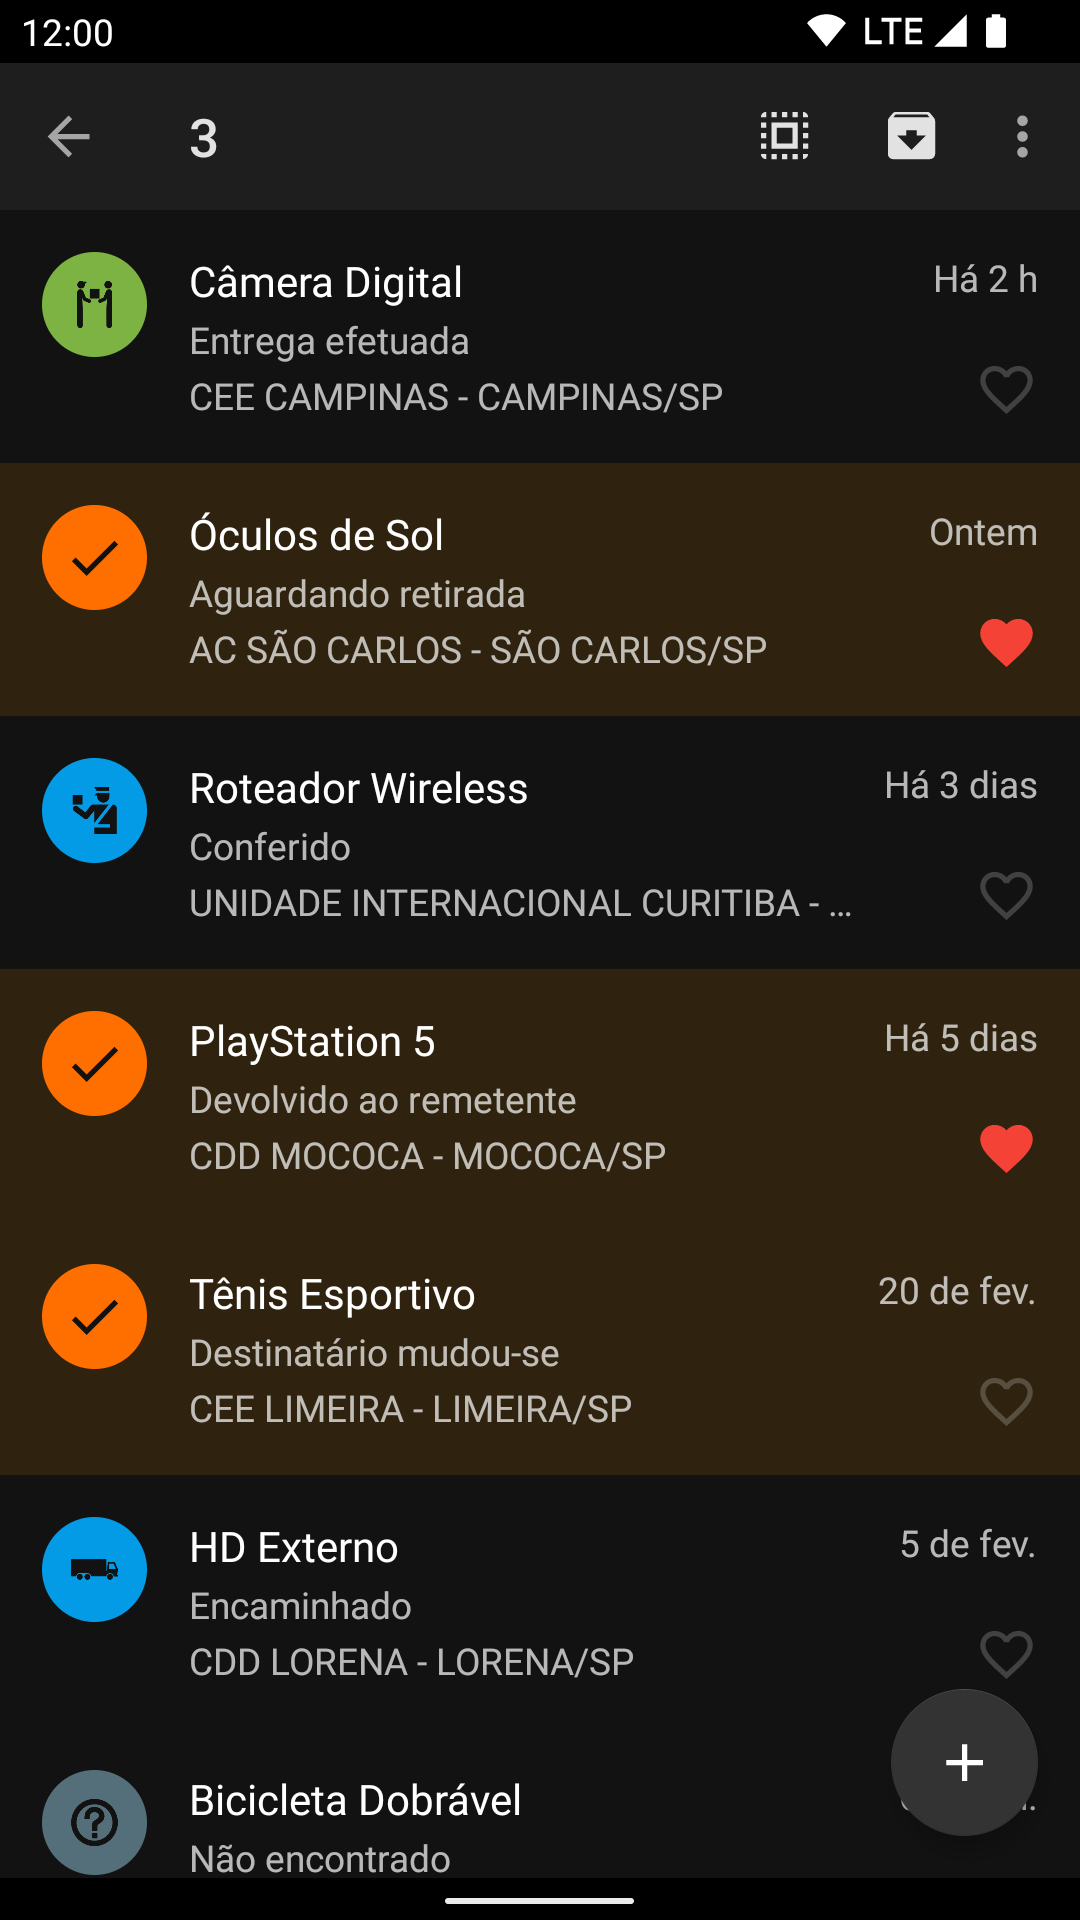 12:00
LTE
3
Câmera Digital
Há 2 h
Entrega efetuada
CEE CAMPINAS - CAMPINAS/SP
Óculos de Sol
Ontem
Aguardando retirada
AC SÃO CARLOS - SÃO CARLOS/SP
Roteador Wireless
Há 3 dias
Conferido
UNIDADE INTERNACIONAL CURITIBA - ...
PlayStation 5
Há 5 dias
Devolvido ao remetente
CDD MOCOCA - MOCOCA/SP
Tênis Esportivo
20 de fev.
Destinatário mudou-se
CEE LIMEIRA - LIMEIRA/SP
HD Externo
5 de fev.
Encaminhado
CDD LORENA - LORENA/SP
Bicicleta Dobrável
Não encontrado